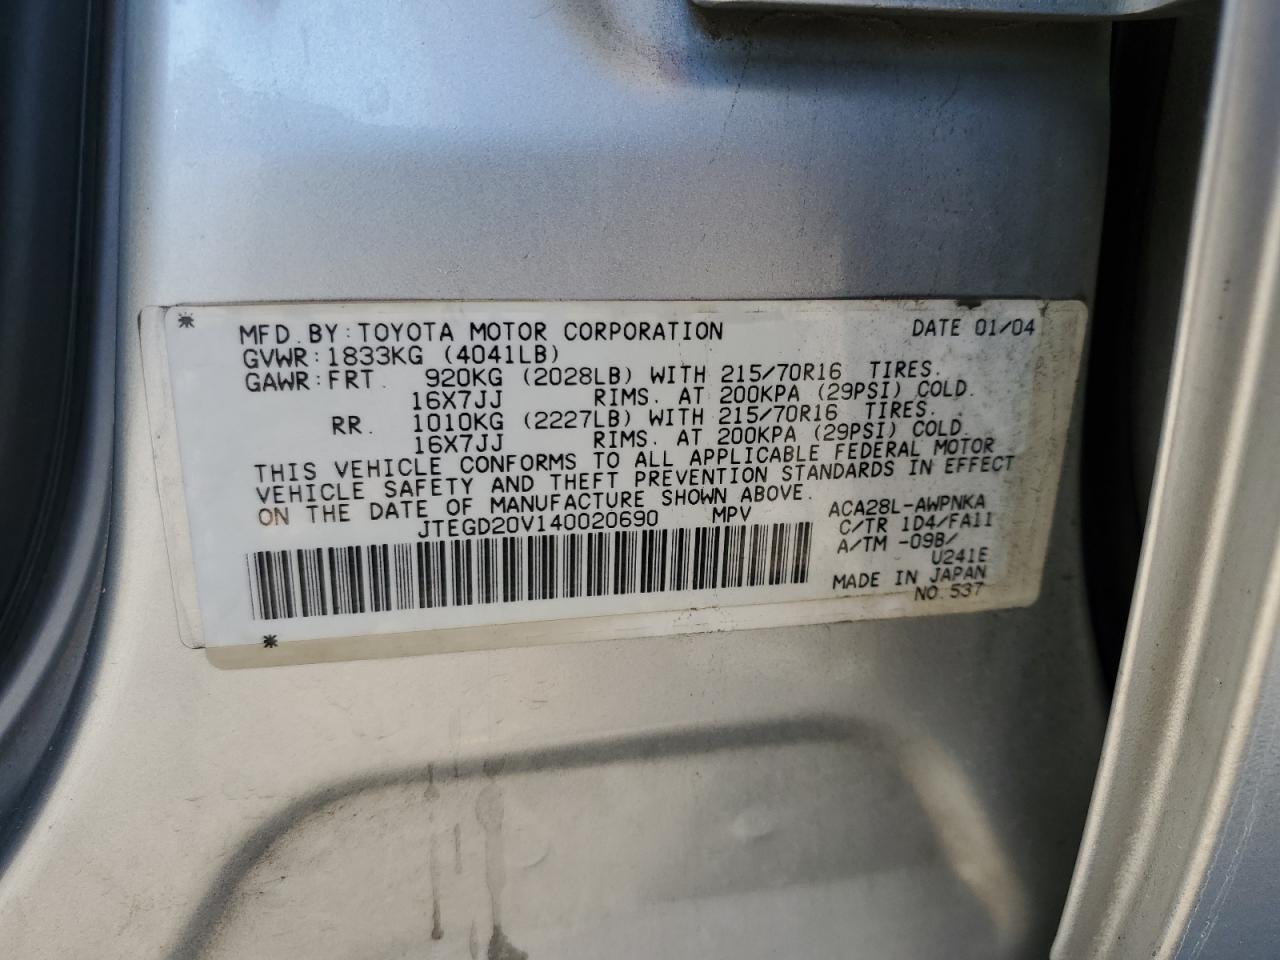 MFD. BY: TOYOTA MOTOR CORPORATION DATE 01/04
GVWR: 1833KG (4041LB)
GAWR: FRT. 920KG (2028LB) WITH 215/70R16 TIRES.
16X7JJ RIMS. AT 200KPA (29PSI) COLD.
RR. 1010KG (2227LB) WITH 215/70R16 TIRES.
16X7JJ RIMS. AT 200KPA (29PSI) COLD.
THIS VEHICLE CONFORMS TO ALL APPLICABLE FEDERAL MOTOR
VEHICLE SAFETY AND THEFT PREVENTION STANDARDS IN EFFECT
ON THE DATE OF MANUFACTURE SHOWN ABOVE.
JTEGD20V140020690 MPV
ACA28L-AWPNKA
C/TR 1D4/FA11
A/TM -09B/
U241E
MADE IN JAPAN
NO. 537